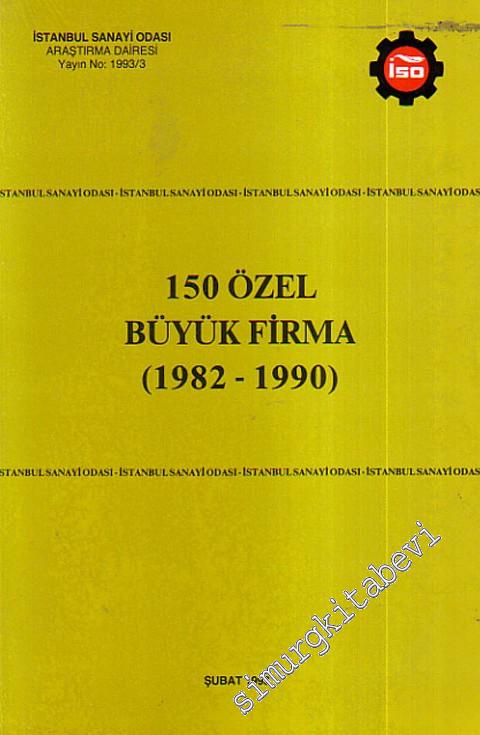 İSTANBUL SANAYİ ODASI
ARAŞTIRMA DAİRESİ
Yayın No: 1993/3
İSO
STANBUL SANAYİ ODASI - İSTANBUL SANAYİ ODASI - İSTANBUL SANAYİ ODASI - İSTANBUL SANAYİ ODAS
150 ÖZEL
BÜYÜK FİRMA
(1982 - 1990)
STANBUL SANAYİ ODASI - İSTANBUL SANAYİ ODASI - İSTANBUL SANAYİ ODASI - İSTANBUL SANAYİ ODAS
ŞUBAT
simurgkitabevi